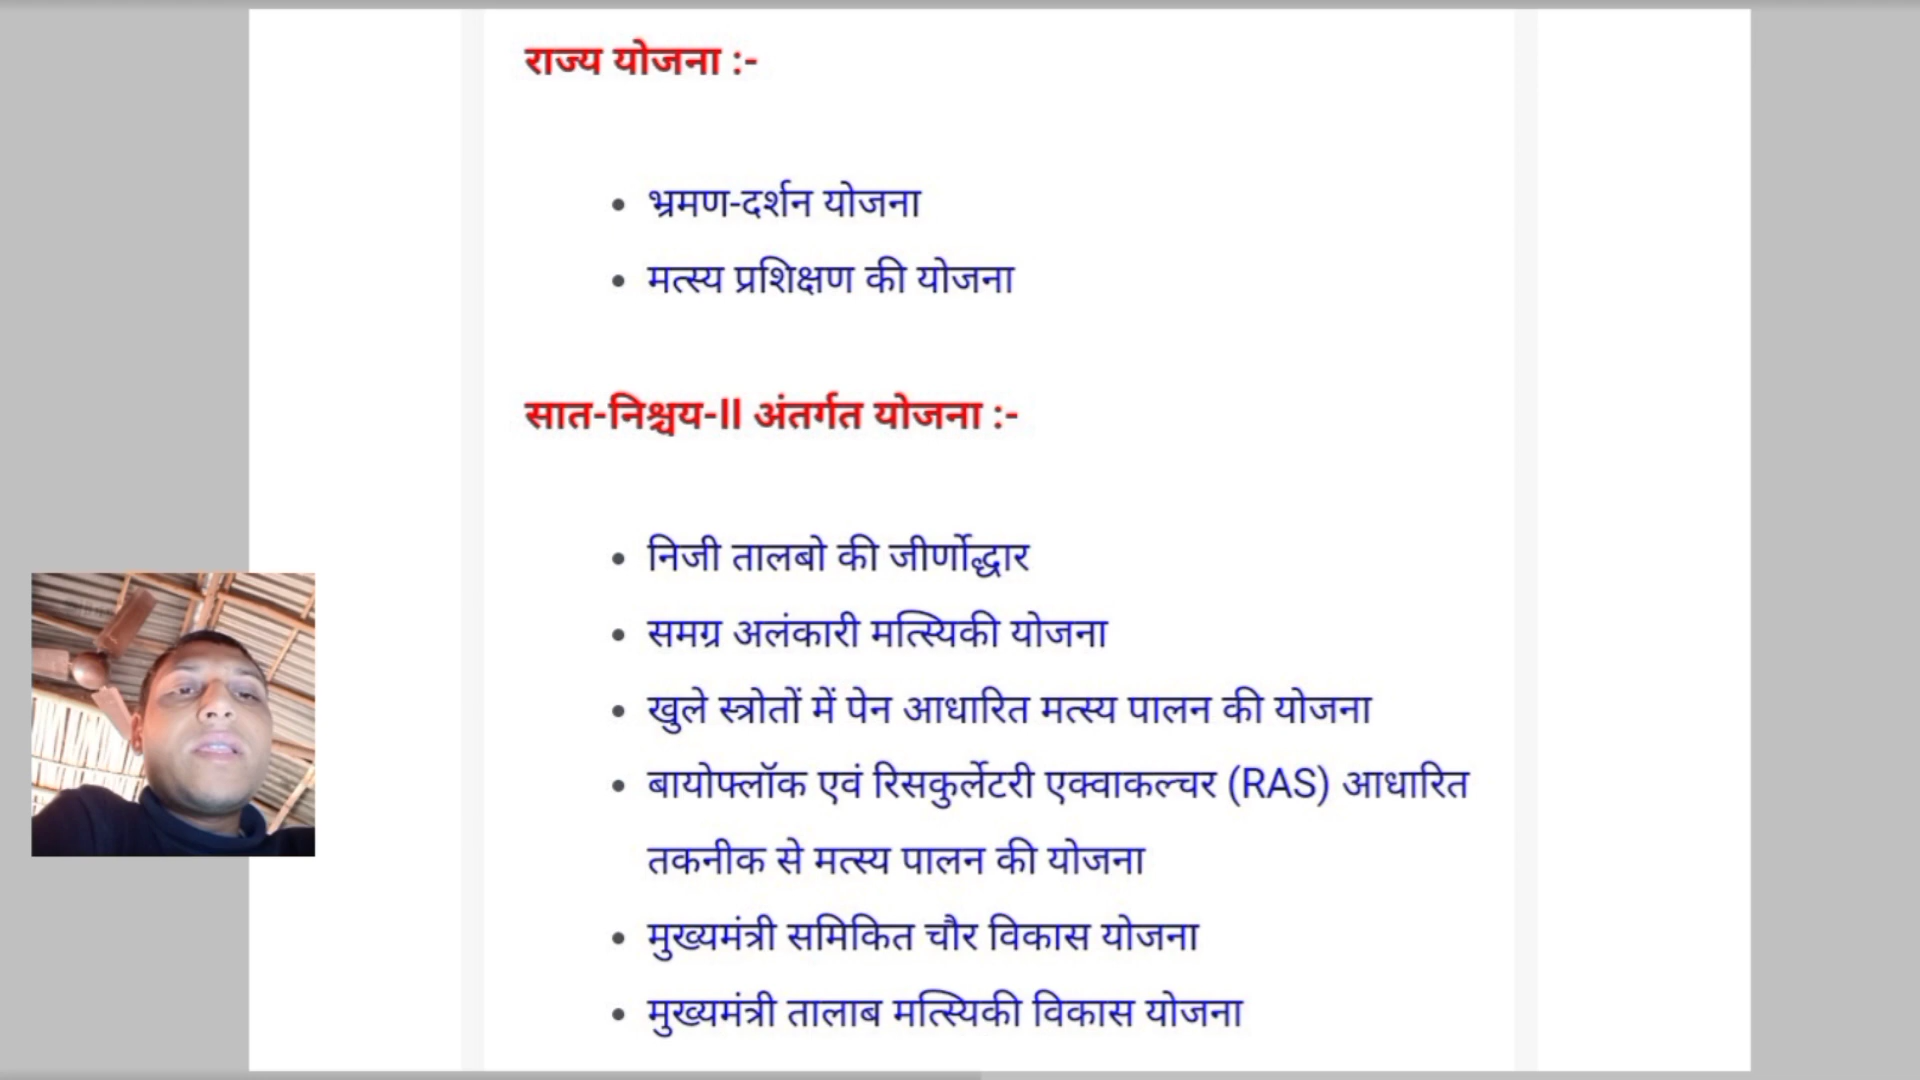 राज्य योजना :-
भ्रमण-दर्शन योजना
मत्स्य प्रशिक्षण की योजना
सात-निश्चय-II अंतर्गत योजना :-
निजी तालबो की जीर्णोद्धार
समग्र अलंकारी मत्स्यिकी योजना
खुले स्त्रोतों में पेन आधारित मत्स्य पालन की योजना
बायोफ्लॉक एवं रिसकुर्लेटरी एक्वाकल्चर (RAS) आधारित
तकनीक से मत्स्य पालन की योजना
मुख्यमंत्री समिकित चौर विकास योजना
मुख्यमंत्री तालाब मत्स्यिकी विकास योजना